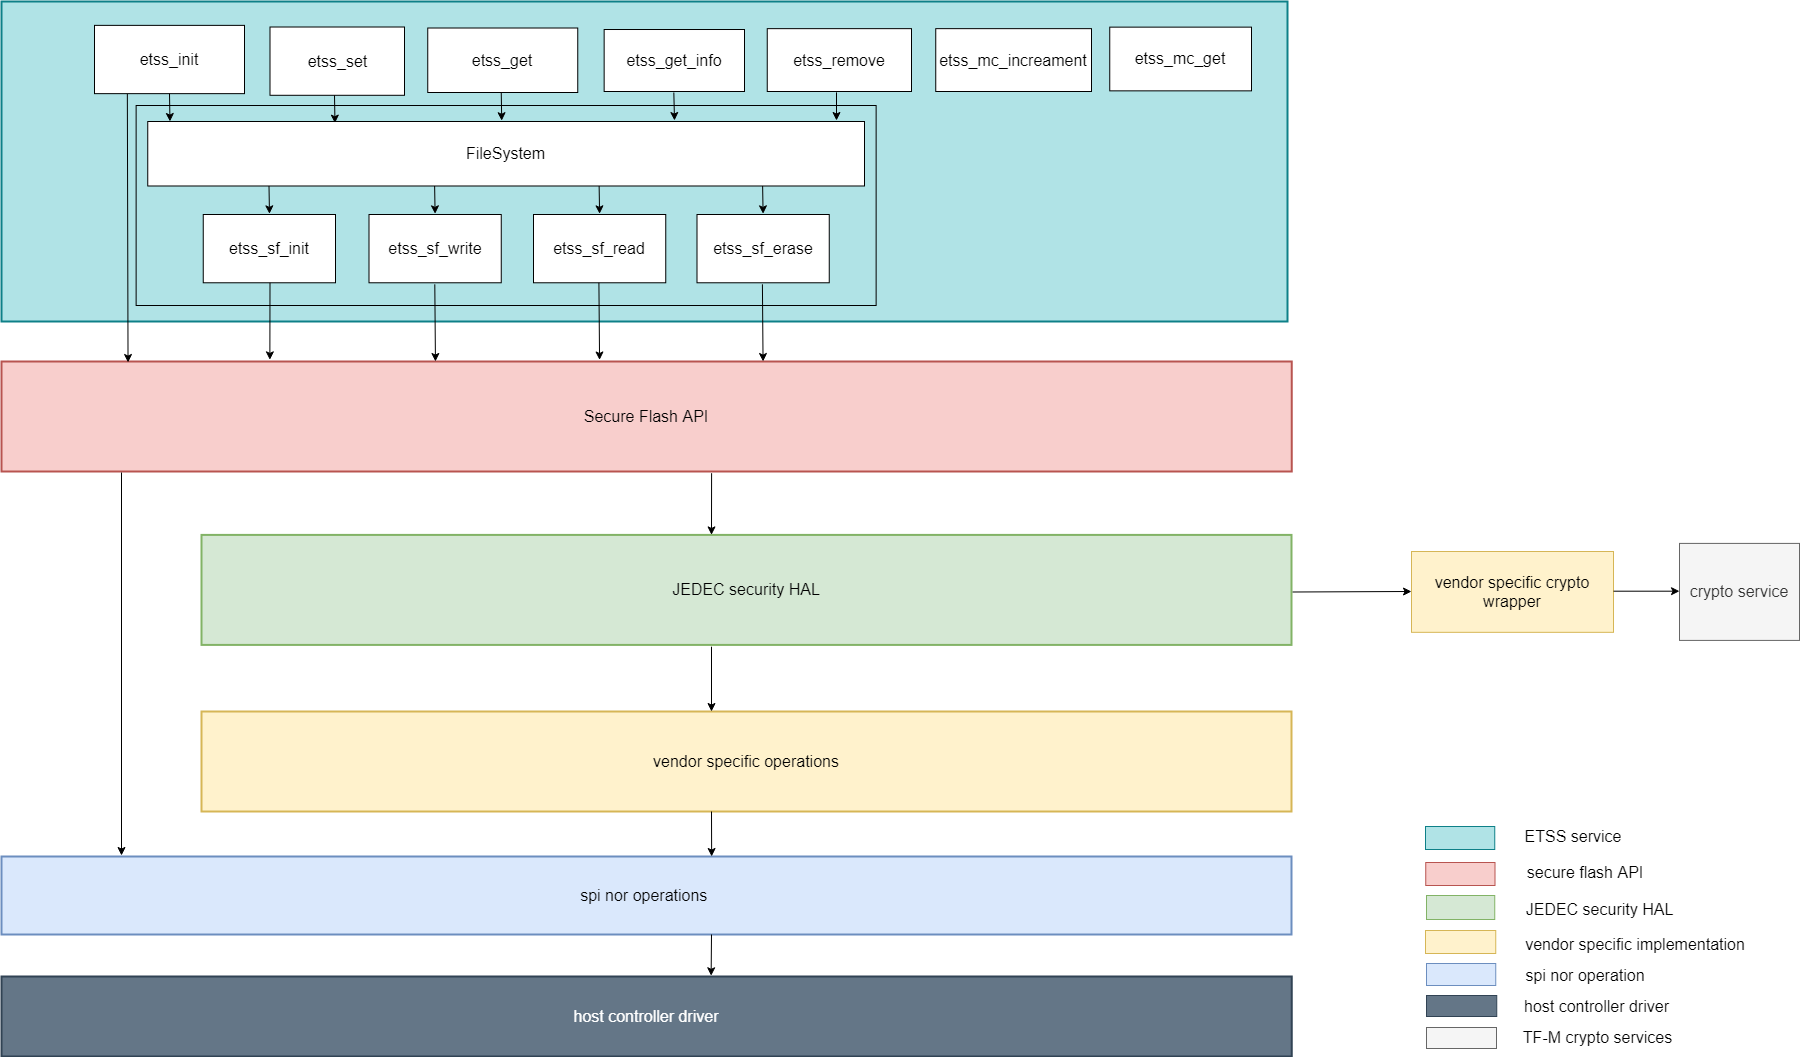 etss_init
etss_set
etss_get
etss_get_info
etss_remove
etss_mc_increament
etss_mc_get
FileSystem
etss_sf_init
etss_sf_write
etss_sf_read
etss_sf_erase
Secure Flash API
JEDEC security HAL
vendor specific crypto
wrapper
crypto service
vendor specific operations
spi nor operations
host controller driver
ETSS service
secure flash API
JEDEC security HAL
vendor specific implementation
spi nor operation
host controller driver
TF-M crypto services